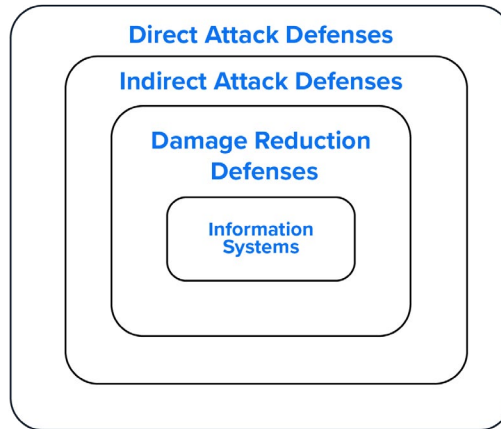 Direct Attack Defenses
Indirect Attack Defenses
Damage Reduction
Defenses
Information
Systems